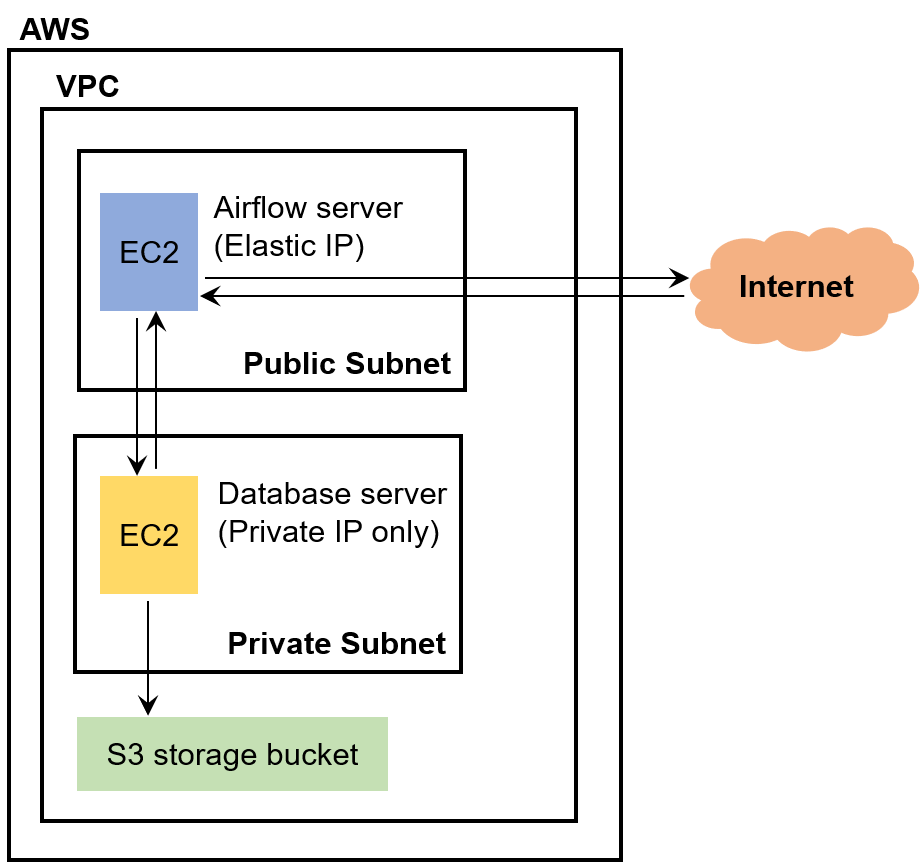 AWS
VPC
EC2
Airflow server
(Elastic IP)
Internet
Public Subnet
EC2
Database server
(Private IP only)
Private Subnet
S3 storage bucket